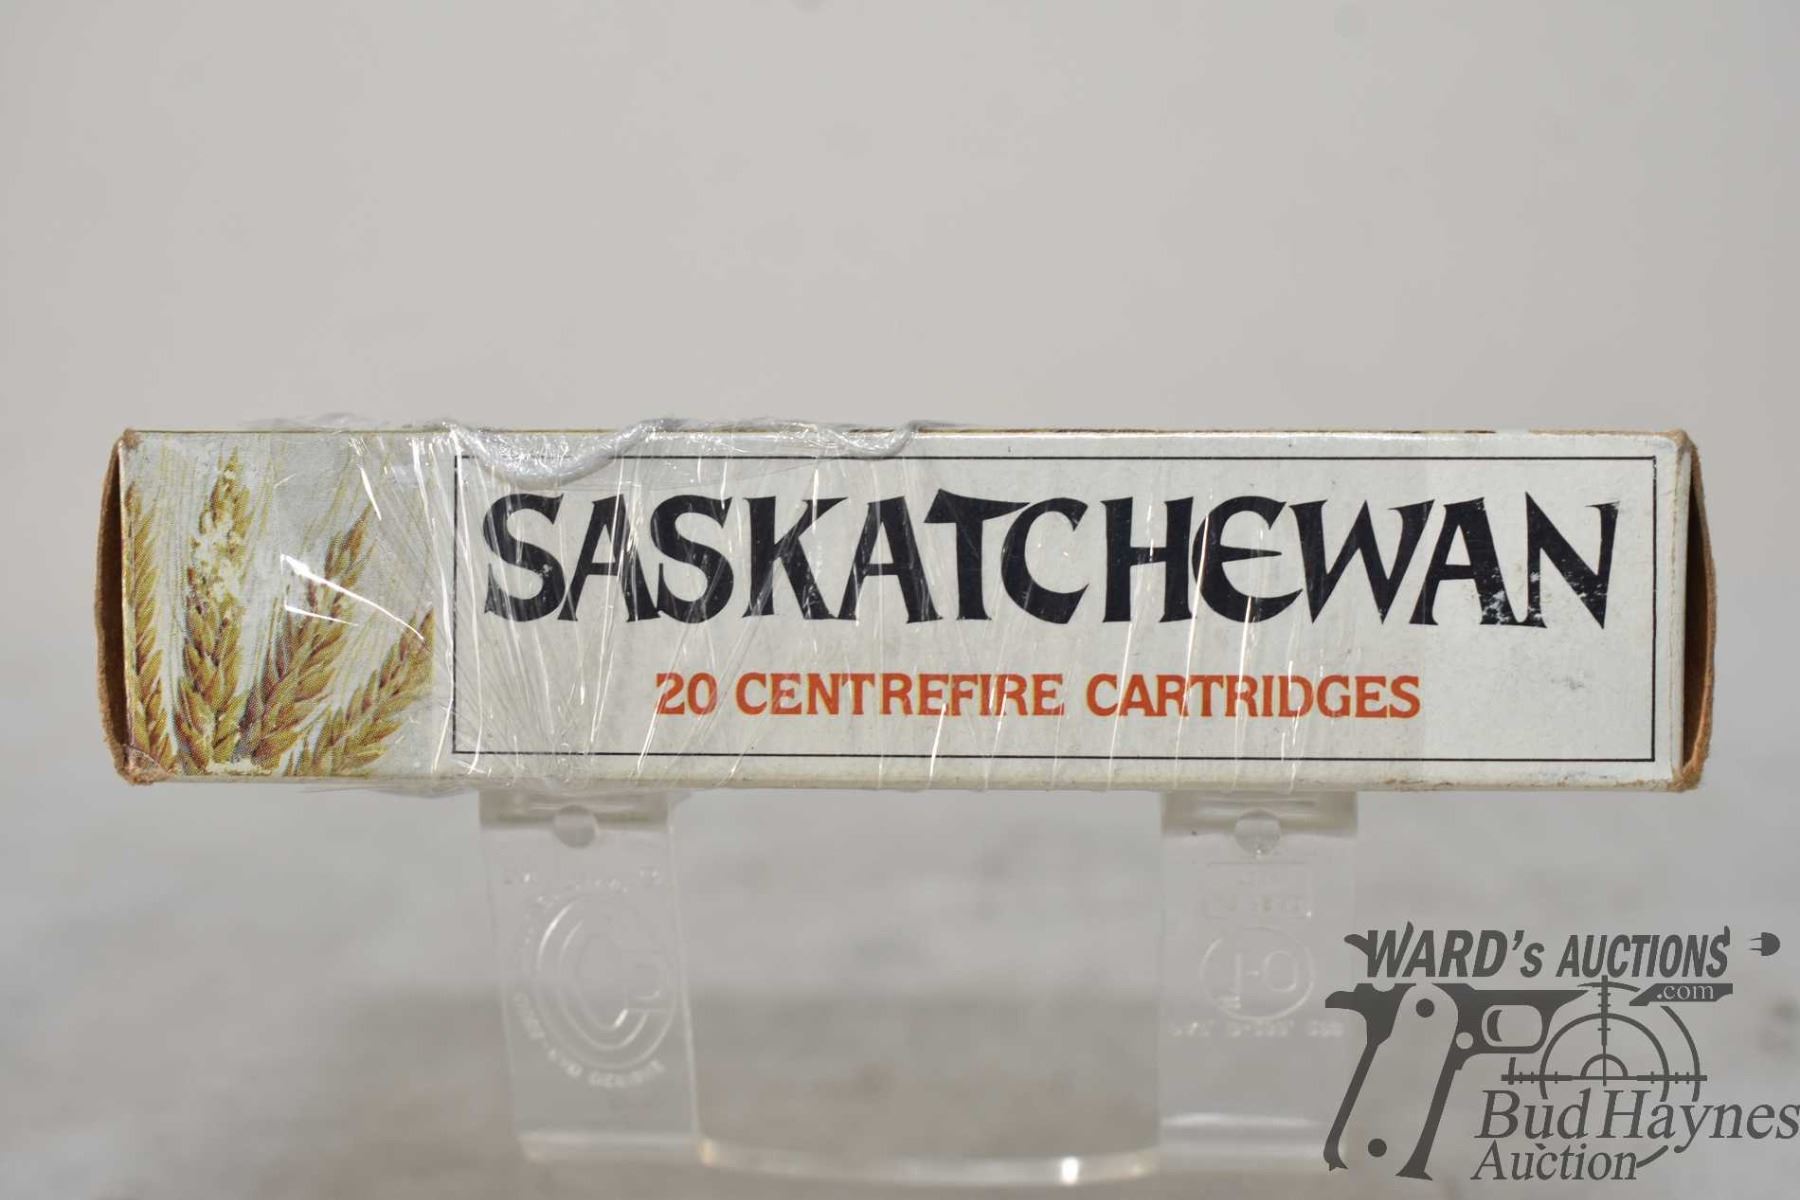 SASKATCHEWAN
20 CENTREFIRE CARTRIDGES
WARD's AUCTIONS
.com
Bud Haynes
Auction